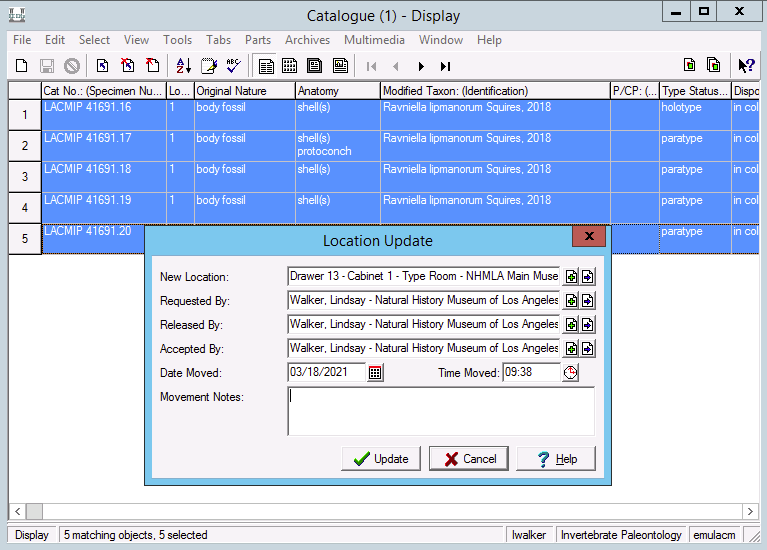 Catalogue (1) - Display
File Edit Select View Tools Tabs Parts Archives Multimedia Window Help
Cat No.: (Specimen Nu... Lo... Original Nature Anatomy Modified Taxon: (Identification) P/CP: (... Type Status... Dispo
1 LACMIP 41691.16 1 body fossil shell(s) Ravniella lipmanorum Squires, 2018 holotype in col
2 LACMIP 41691.17 1 body fossil shell(s) Ravniella lipmanorum Squires, 2018 paratype in col
protoconch
3 LACMIP 41691.18 1 body fossil shell(s) Ravniella lipmanorum Squires, 2018 paratype in col
4 LACMIP 41691.19 1 body fossil shell(s) Ravniella lipmanorum Squires, 2018 paratype in col
5 LACMIP 41691.20 paratype in col
Location Update
New Location: Drawer 13 - Cabinet 1 - Type Room - NHMLA Main Muse
Requested By: Walker, Lindsay - Natural History Museum of Los Angeles
Released By: Walker, Lindsay - Natural History Museum of Los Angeles
Accepted By: Walker, Lindsay - Natural History Museum of Los Angeles
Date Moved: 03/18/2021 Time Moved: 09:38
Movement Notes:
Update Cancel Help
Display 5 matching objects, 5 selected lwalker Invertebrate Paleontology emulacm